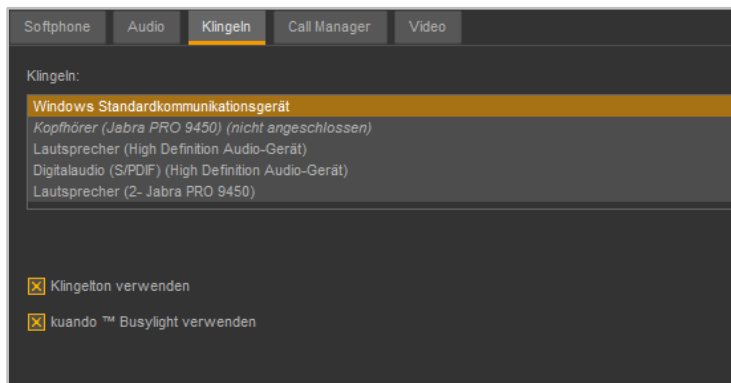 Softphone Audio Klingeln Call Manager Video
Klingeln:
Windows Standardkommunikationsgerät
Kopfhörer (Jabra PRO 9450) (nicht angeschlossen)
Lautsprecher (High Definition Audio-Gerät)
Digitalaudio (S/PDIF) (High Definition Audio-Gerät)
Lautsprecher (2- Jabra PRO 9450)
Klingelton verwenden
kuando ™ Busylight verwenden